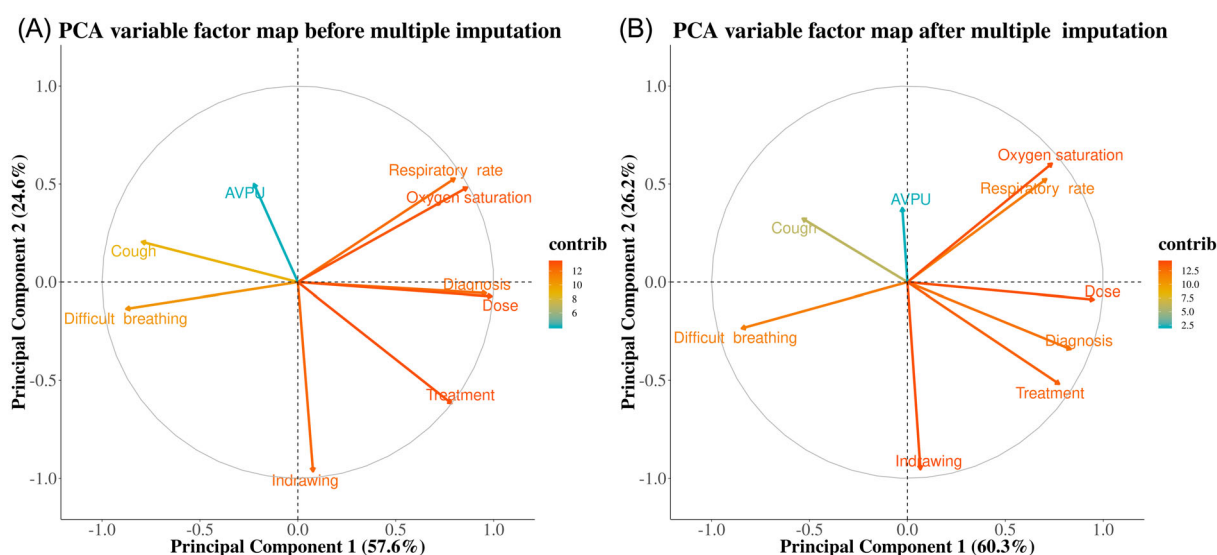 (A) PCA variable factor map before multiple imputation
1.0
0.5
0.0
-0.5
-1.0
Principal Component 2 (24.6%)
Respiratory rate
AVPU
Oxygen saturation
Cough
Diagnosis
Dose
Difficult breathing
Treatment
Indrawing
-1.0 -0.5 0.0 0.5 1.0
Principal Component 1 (57.6%)
contrib
12
10
8
6
(B) PCA variable factor map after multiple imputation
1.0
0.5
0.0
-0.5
-1.0
Principal Component 2 (26.2%)
Oxygen saturation
Respiratory rate
AVPU
Cough
Dose
Difficult breathing
Diagnosis
Treatment
Indrawing
-1.0 -0.5 0.0 0.5 1.0
Principal Component 1 (60.3%)
contrib
12.5
10.0
7.5
5.0
2.5